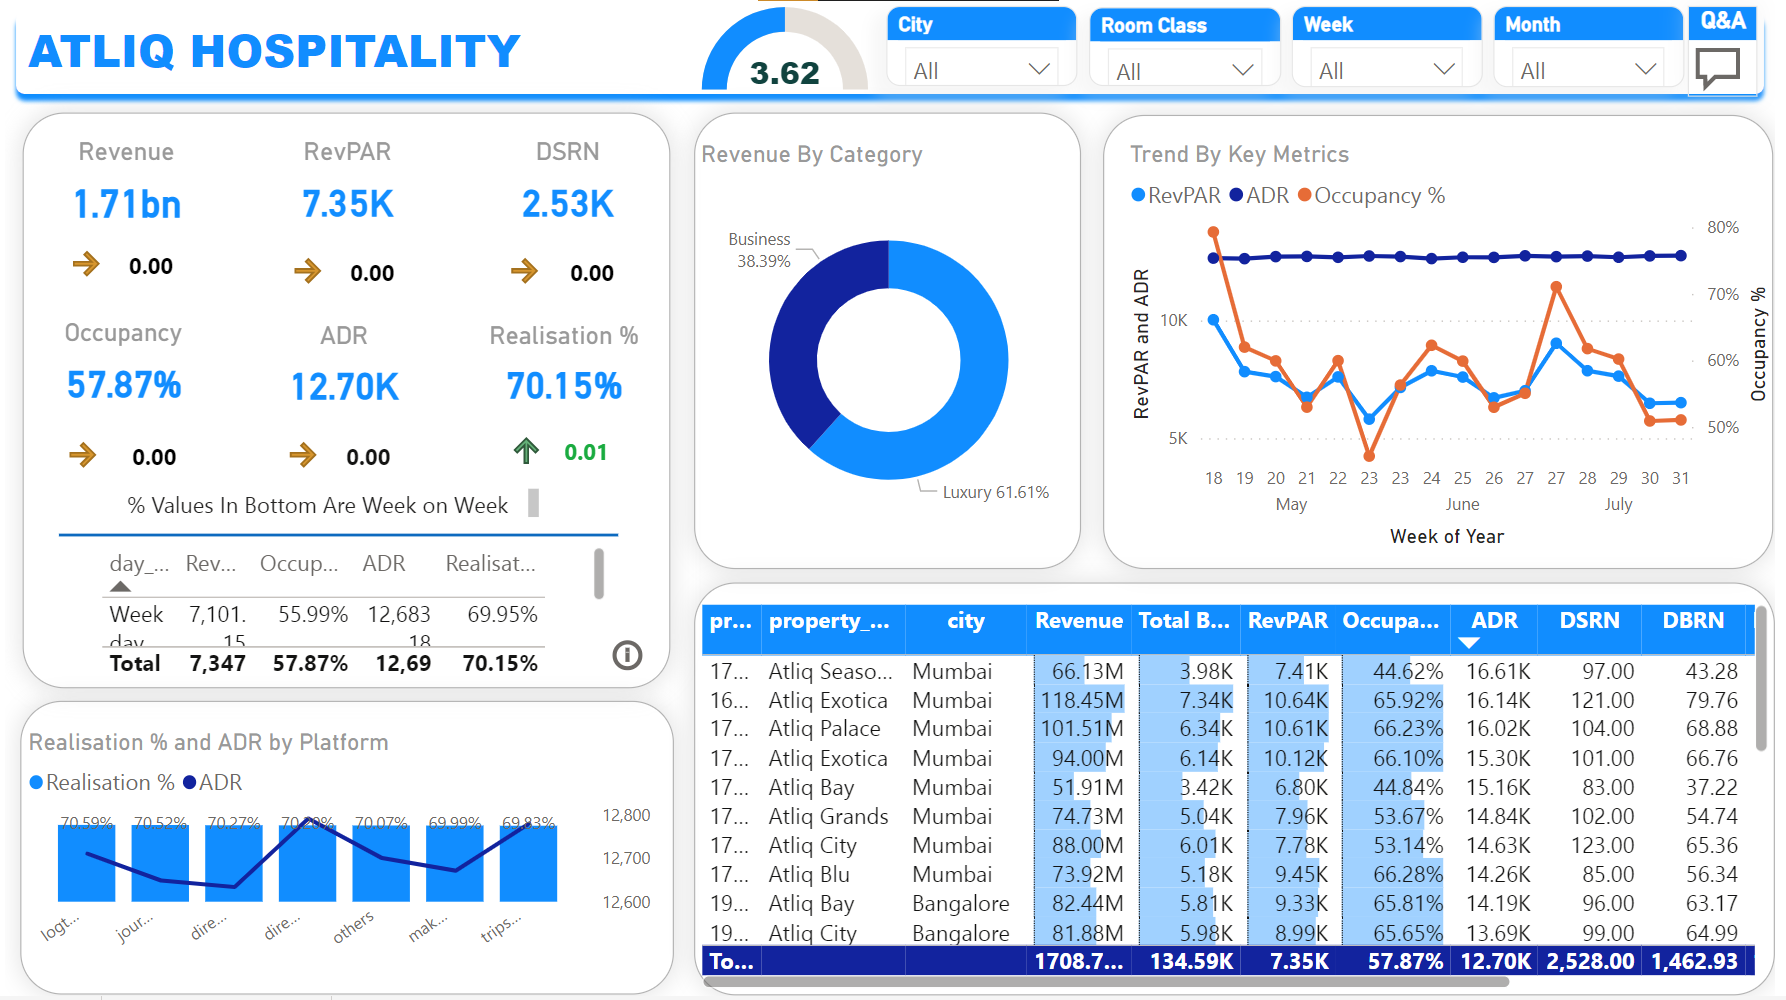 ATLIQ HOSPITALITY
3.62
City
All
Room Class
All
Week
All
Month
All
Q&A
Revenue
1.71bn
0.00
RevPAR
7.35K
0.00
DSRN
2.53K
0.00
Occupancy
57.87%
0.00
ADR
12.70K
0.00
Realisation %
70.15%
0.01
% Values In Bottom Are Week on Week
day_... Rev... Occup... ADR Realisat...
Week 7,101. 55.99% 12,683 69.95%
day 15 18
Total 7,347 57.87% 12,69 70.15%
Revenue By Category
Business
38.39%
Luxury 61.61%
Trend By Key Metrics
RevPAR ADR Occupancy %
RevPAR and ADR
10K
5K
80%
70%
60%
50%
Occupancy %
18 19 20 21 22 23 23 24 25 26 27 27 28 29 30 31
May June July
Week of Year
Realisation % and ADR by Platform
Realisation % ADR
70.59% 70.52% 70.27% 70.20% 70.07% 69.99% 69.83%
12,800
12,700
12,600
logt... jour... dire... dire... others mak... trips...
pr... property_... city Revenue Total B... RevPAR Occupa... ADR DSRN DBRN
17... Atliq Seaso... Mumbai 66.13M 3.98K 7.41K 44.62% 16.61K 97.00 43.28
16... Atliq Exotica Mumbai 118.45M 7.34K 10.64K 65.92% 16.14K 121.00 79.76
17... Atliq Palace Mumbai 101.51M 6.34K 10.61K 66.23% 16.02K 104.00 68.88
17... Atliq Exotica Mumbai 94.00M 6.14K 10.12K 66.10% 15.30K 101.00 66.76
17... Atliq Bay Mumbai 51.91M 3.42K 6.80K 44.84% 15.16K 83.00 37.22
17... Atliq Grands Mumbai 74.73M 5.04K 7.96K 53.67% 14.84K 102.00 54.74
17... Atliq City Mumbai 88.00M 6.01K 7.78K 53.14% 14.63K 123.00 65.36
17... Atliq Blu Mumbai 73.92M 5.18K 9.45K 66.28% 14.26K 85.00 56.34
19... Atliq Bay Bangalore 82.44M 5.81K 9.33K 65.81% 14.19K 96.00 63.17
19... Atliq City Bangalore 81.88M 5.98K 8.99K 65.65% 13.69K 99.00 64.99
To... 1708.7... 134.59K 7.35K 57.87% 12.70K 2,528.00 1,462.93